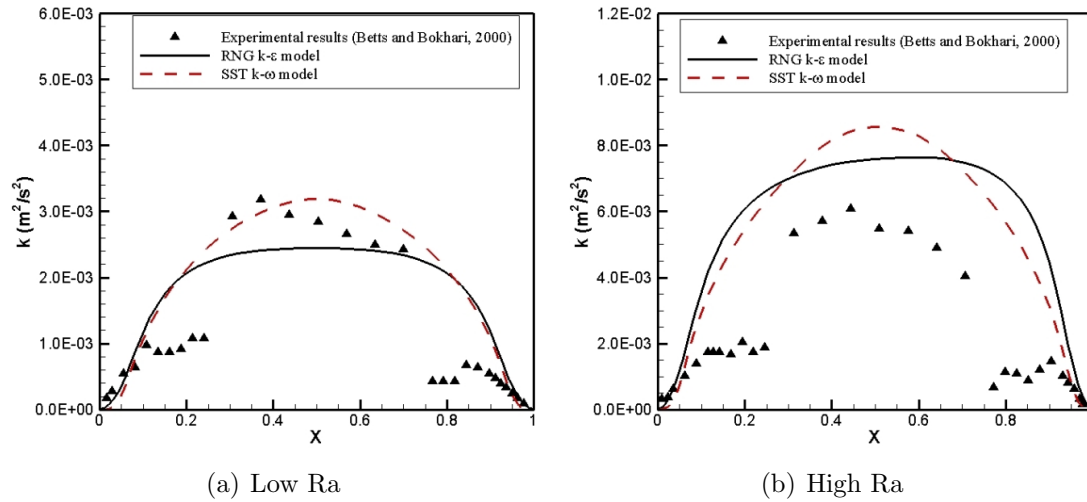 6.0E-03
5.0E-03
4.0E-03
3.0E-03
2.0E-03
1.0E-03
0.0E+00
k (m²/s²)
Experimental results (Betts and Bokhari, 2000)
RNG k-ε model
SST k-ω model
0 0.2 0.4 0.6 0.8 1
X
(a) Low Ra
1.2E-02
1.0E-02
8.0E-03
6.0E-03
4.0E-03
2.0E-03
0.0E+00
k (m²/s²)
Experimental results (Betts and Bokhari, 2000)
RNG k-ε model
SST k-ω model
0 0.2 0.4 0.6 0.8
X
(b) High Ra